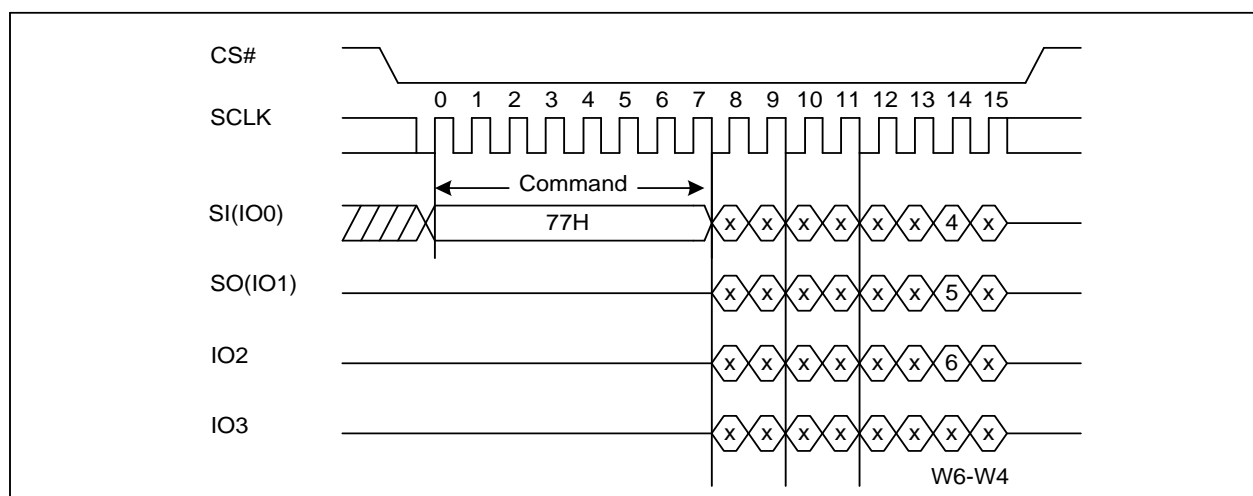 CS#
0 1 2 3 4 5 6 7 8 9 10 11 12 13 14 15
SCLK
Command
SI(IO0)
77H
x x x x x x 4 x
SO(IO1)
x x x x x x 5 x
IO2
x x x x x x 6 x
IO3
x x x x x x x x
W6-W4